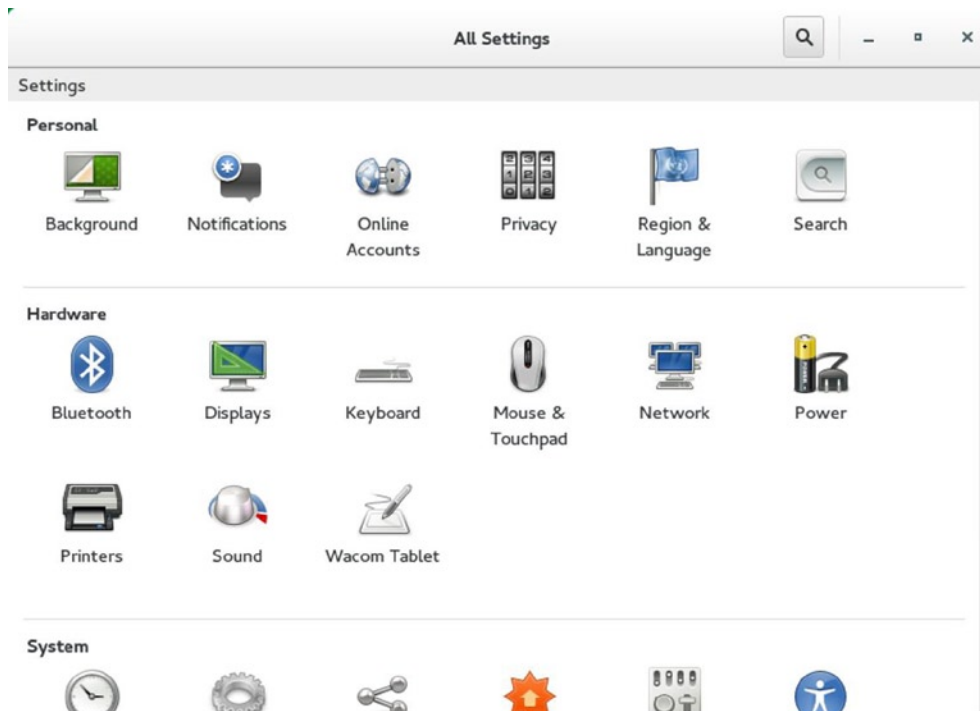 All Settings
Settings
Personal
Background Notifications Online Accounts Privacy Region & Language Search
Hardware
Bluetooth Displays Keyboard Mouse & Touchpad Network Power
Printers Sound Wacom Tablet
System